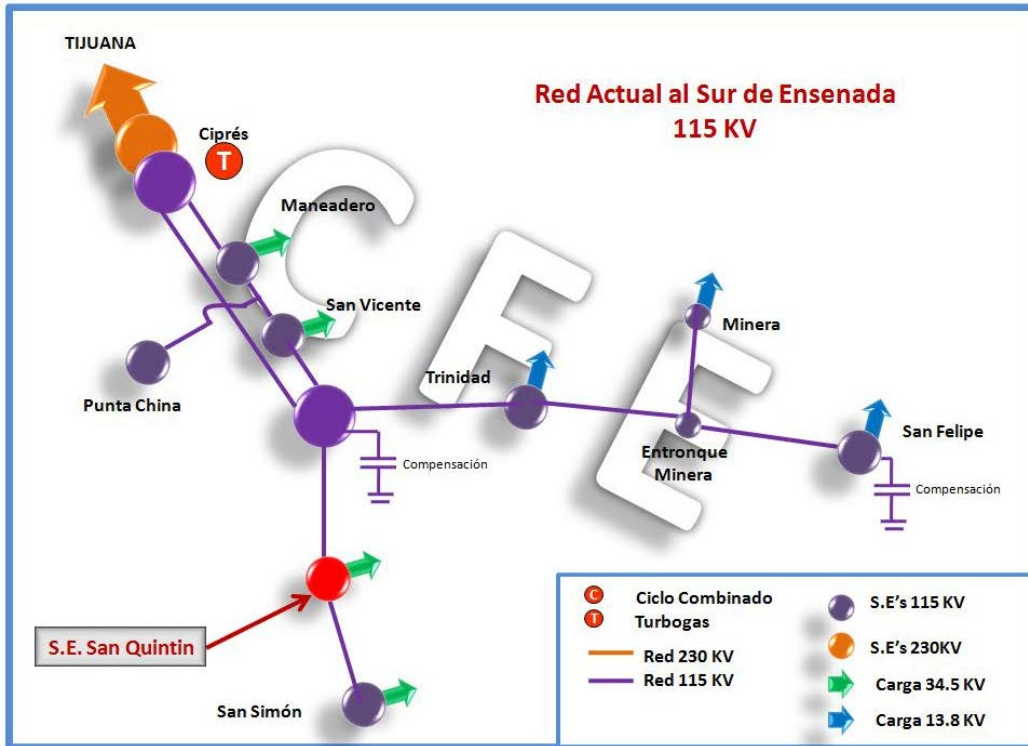 TIJUANA
Red Actual al Sur de Ensenada
115 KV
Ciprés
T
Maneadero
San Vicente
Punta China
Trinidad
Minera
Entronque
Minera
San Felipe
Compensación
Compensación
S.E. San Quintin
San Simón
CFE
C Ciclo Combinado
T Turbogas
Red 230 KV
Red 115 KV
S.E's 115 KV
S.E's 230KV
Carga 34.5 KV
Carga 13.8 KV